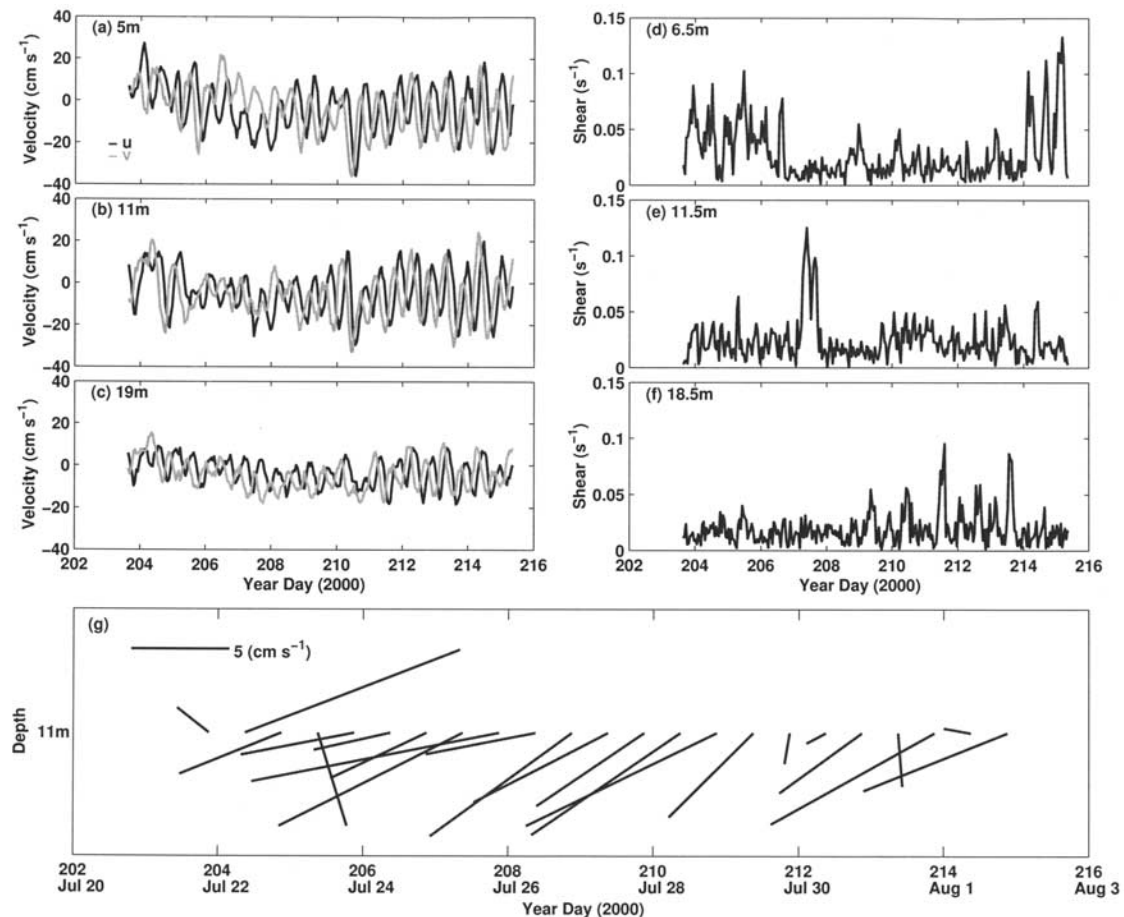 (a) 5m
40
20
0
−20
−40
Velocity (cm s⁻¹)
– u
– v
(b) 11m
40
20
0
−20
−40
Velocity (cm s⁻¹)
(c) 19m
40
20
0
−20
−40
Velocity (cm s⁻¹)
202 204 206 208 210 212 214 216
Year Day (2000)
(d) 6.5m
0.15
0.1
0.05
0
Shear (s⁻¹)
(e) 11.5m
0.15
0.1
0.05
0
Shear (s⁻¹)
(f) 18.5m
0.15
0.1
0.05
0
Shear (s⁻¹)
202 204 206 208 210 212 214 216
Year Day (2000)
(g)
5 (cm s⁻¹)
Depth
11m
202 204 206 208 210 212 214 216
Jul 20 Jul 22 Jul 24 Jul 26 Jul 28 Jul 30 Aug 1 Aug 3
Year Day (2000)